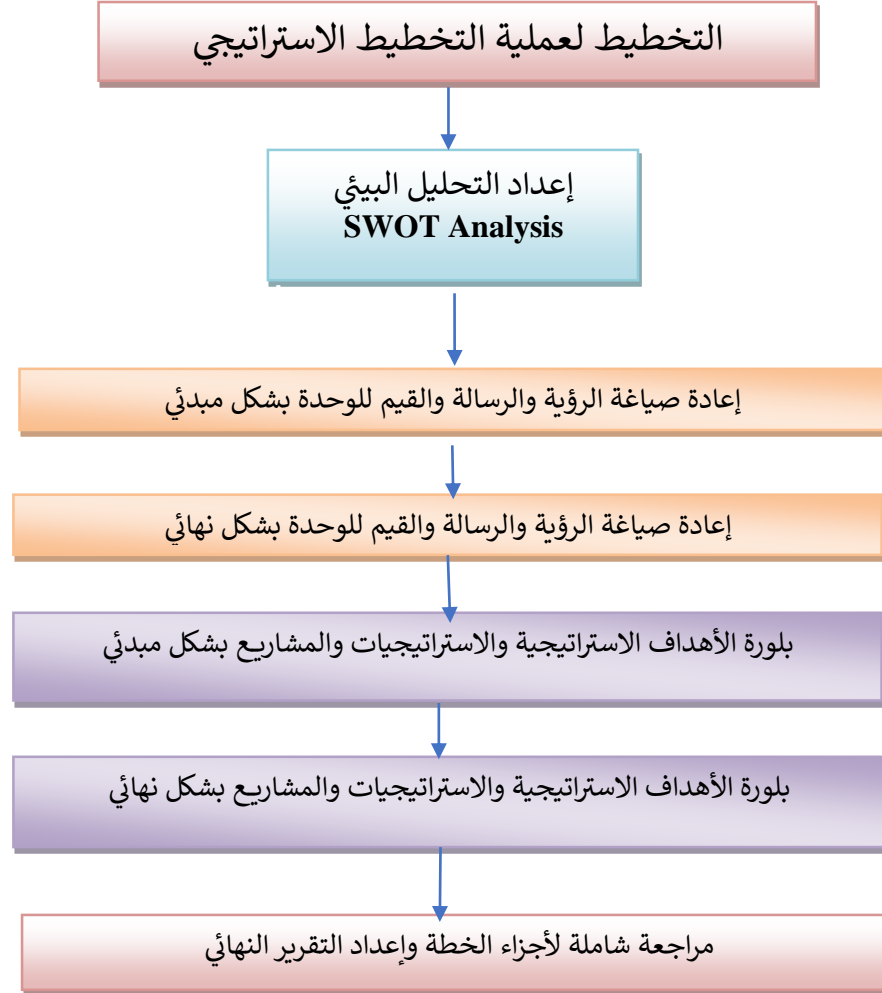 التخطيط لعملية التخطيط الاستراتيجي
إعداد التحليل البيئي
SWOT Analysis
إعادة صياغة الرؤية والرسالة والقيم للوحدة بشكل مبدئي
إعادة صياغة الرؤية والرسالة والقيم للوحدة بشكل نهائي
بلورة الأهداف الاستراتيجية والاستراتيجيات والمشاريع بشكل مبدئي
بلورة الأهداف الاستراتيجية والاستراتيجيات والمشاريع بشكل نهائي
مراجعة شاملة لأجزاء الخطة وإعداد التقرير النهائي